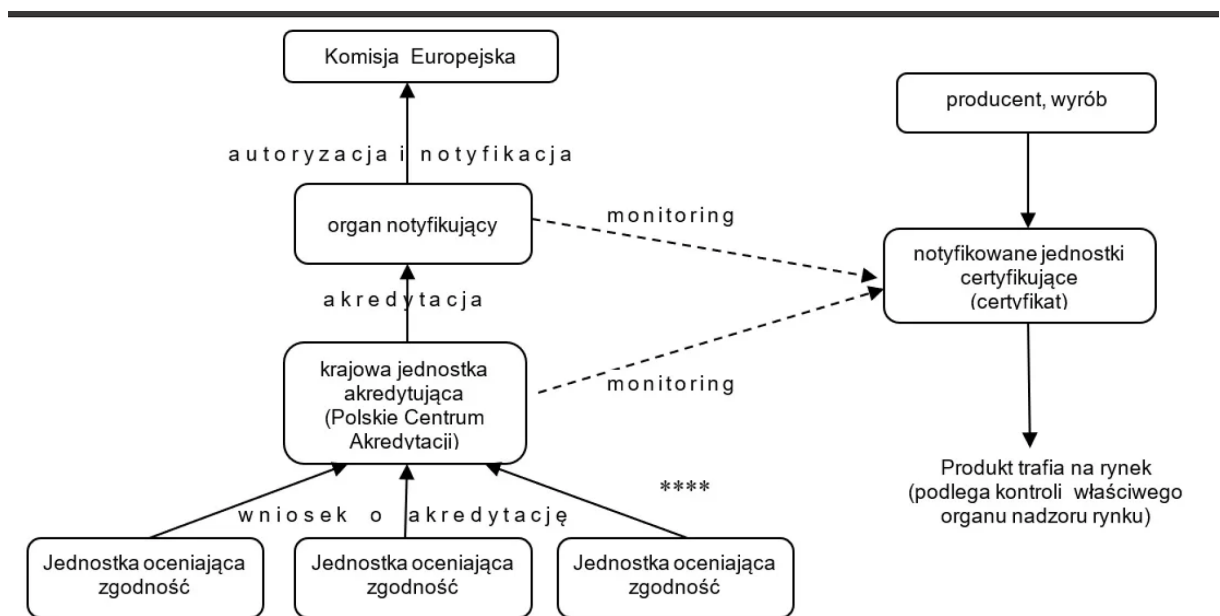 Komisja Europejska
autoryzacja i notyfikacja
organ notyfikujący
akredytacja
krajowa jednostka
akredytująca
(Polskie Centrum
Akredytacji)
wniosek o akredytację
Jednostka oceniająca
zgodność
Jednostka oceniająca
zgodność
Jednostka oceniająca
zgodność
monitoring
monitoring
****
producent, wyrób
notyfikowane jednostki
certyfikujące
(certyfikat)
Produkt trafia na rynek
(podlega kontroli właściwego
organu nadzoru rynku)